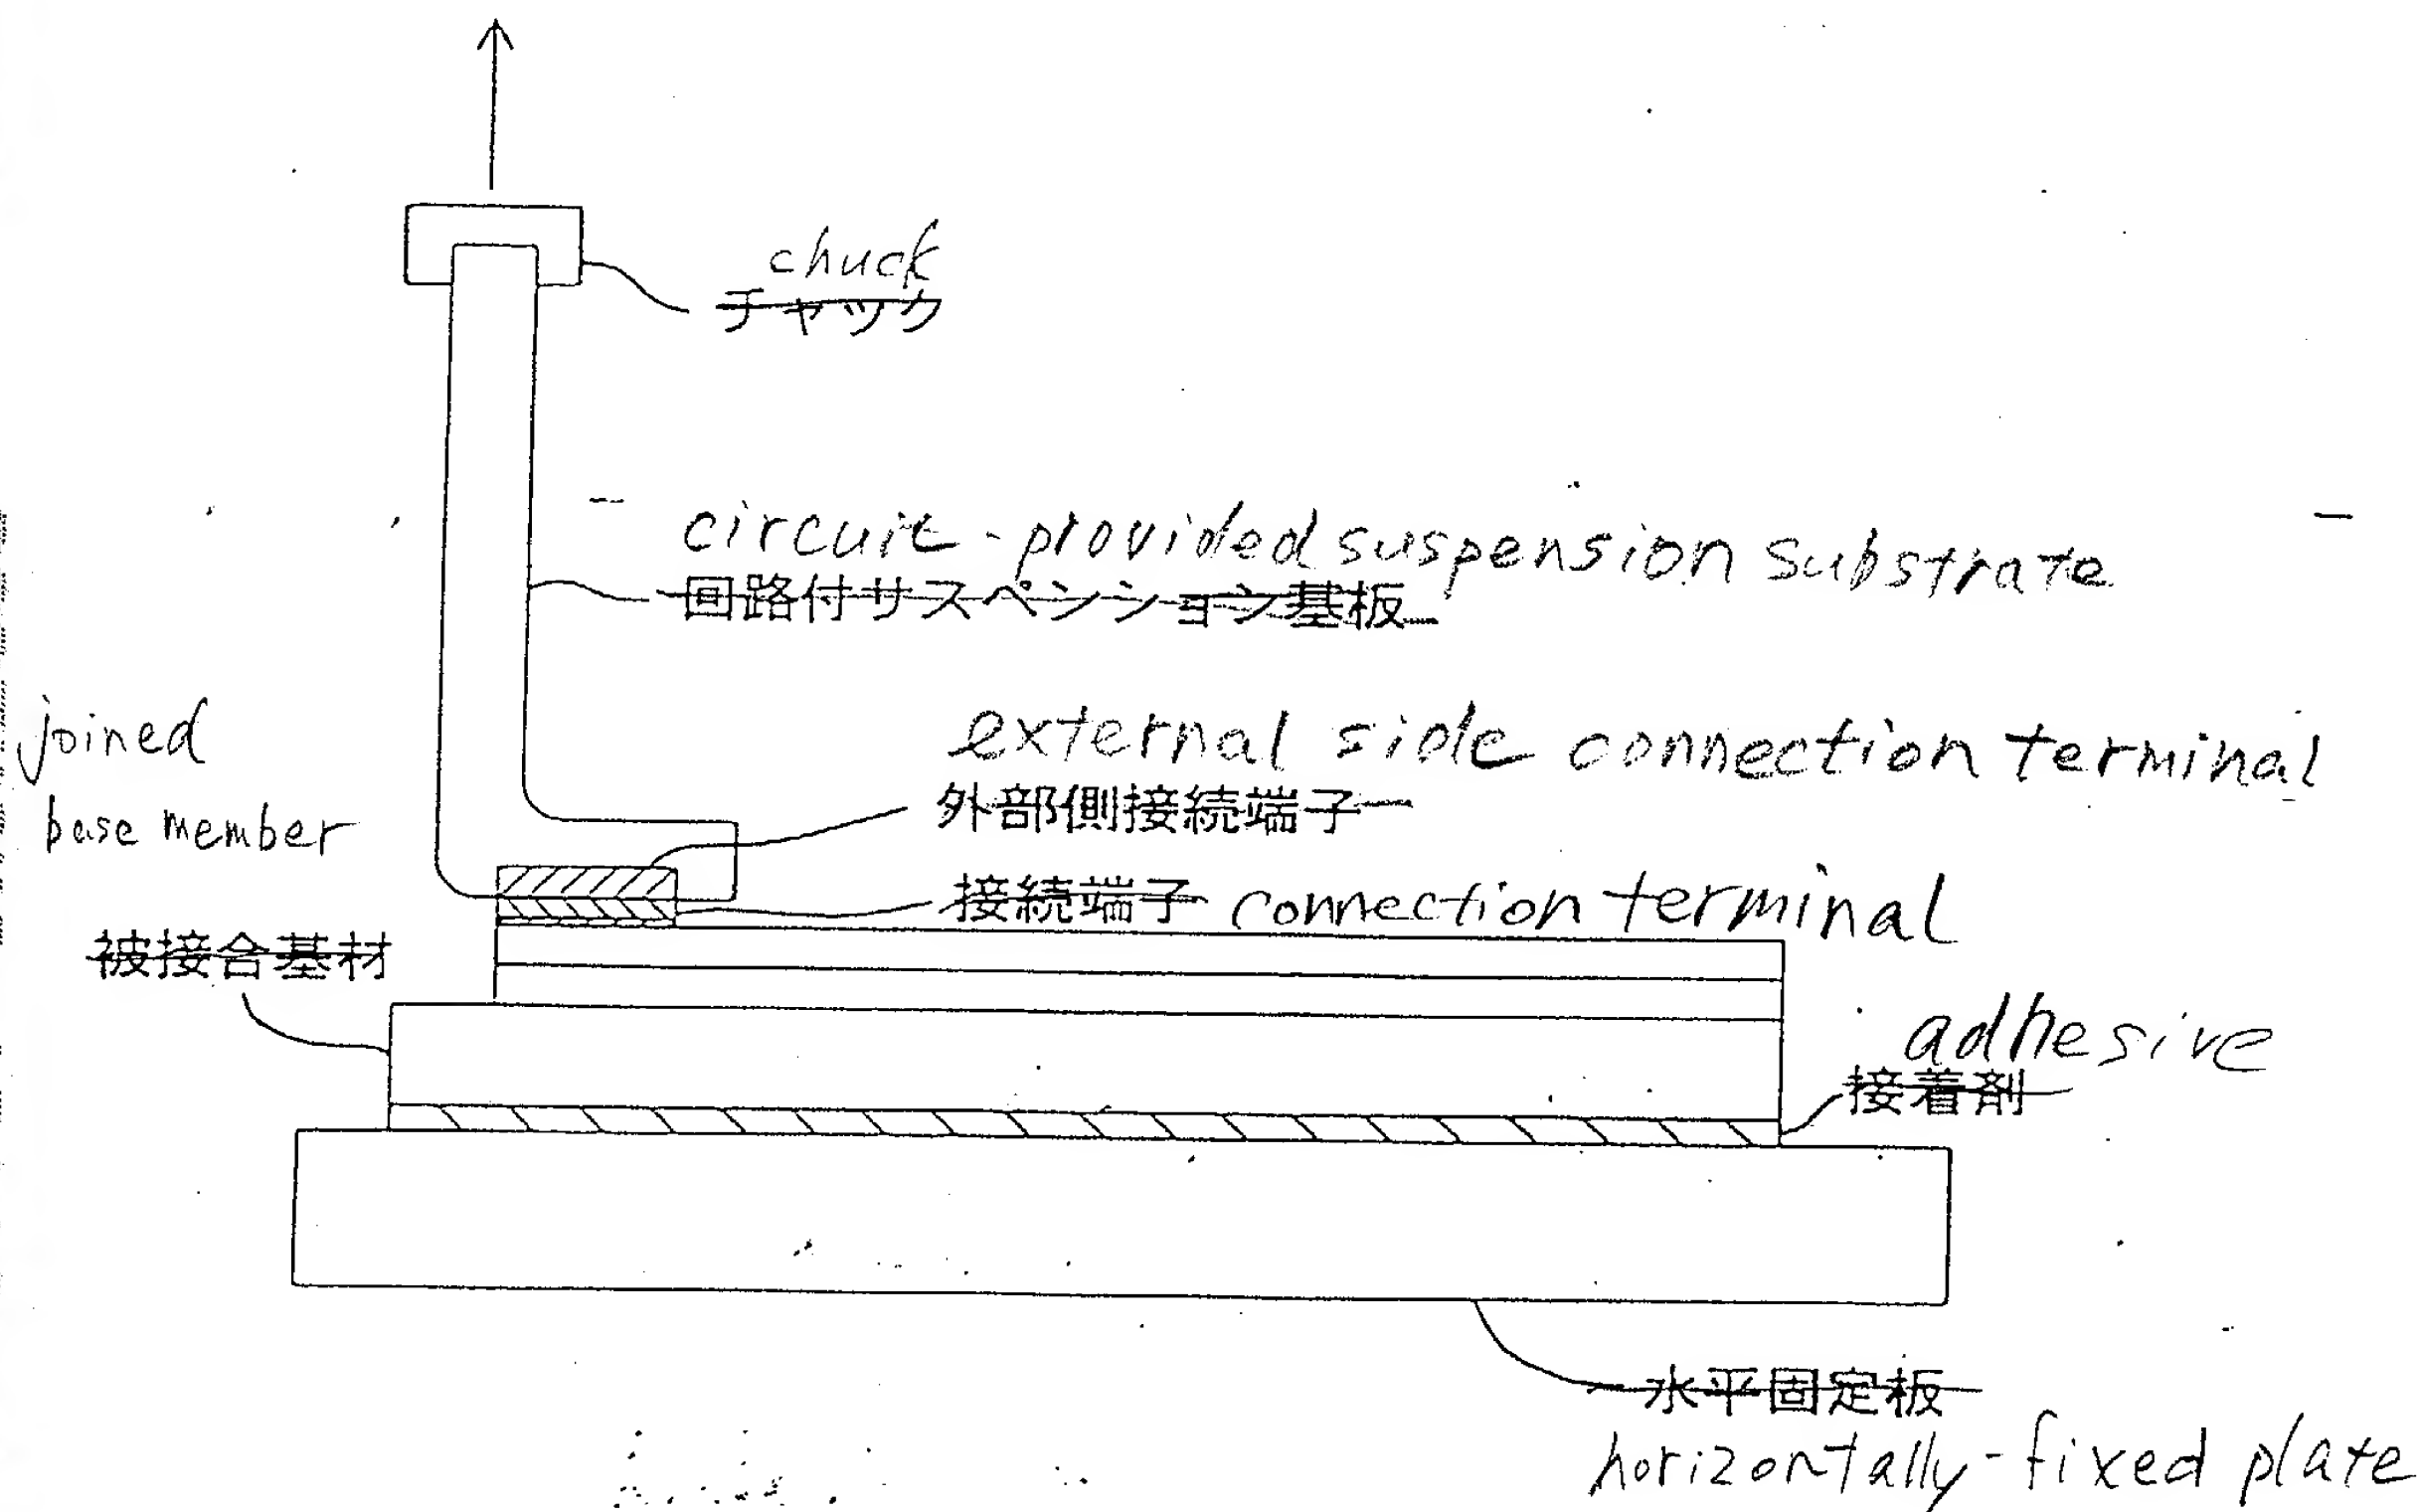 chuck
チャック
circuit-provided suspension substrate
回路付サスペンション基板
joined
base member
external side connection terminal
外部側接続端子
接続端子 connection terminal
被接合基材
adhesive
接着剤
水平固定板
horizontally-fixed plate